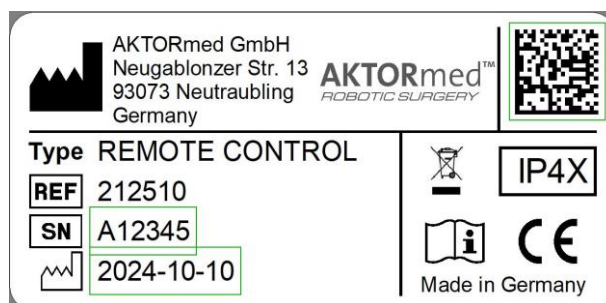 AKTORmed GmbH
Neugablonzer Str. 13
93073 Neutraubling
Germany
AKTORmed™
ROBOTIC SURGERY
Type REMOTE CONTROL
REF 212510
SN A12345
2024-10-10
IP4X
i
CE
Made in Germany